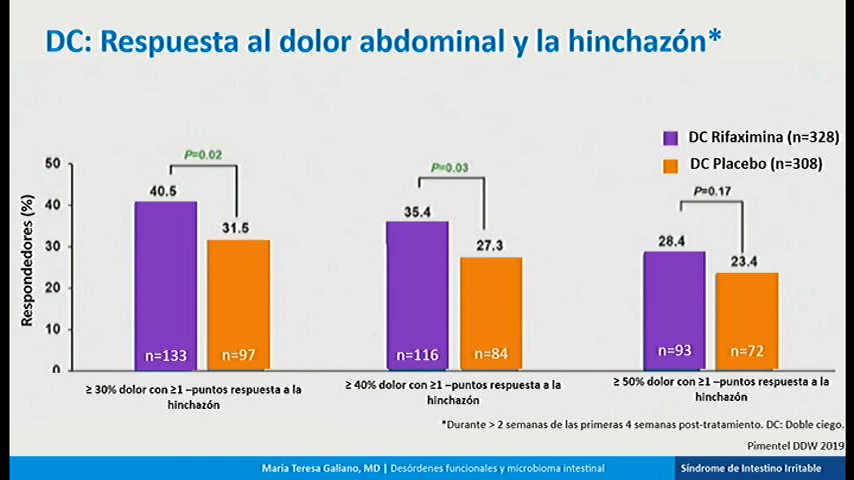 DC: Respuesta al dolor abdominal y la hinchazón*
DC Rifaximina (n=328)
DC Placebo (n=308)
Respondedores (%)
50
40
30
20
10
0
P=0.02
40.5
31.5
n=133
n=97
P=0.03
35.4
27.3
n=116
n=84
P=0.17
28.4
23.4
n=93
n=72
≥ 30% dolor con ≥1 –puntos respuesta a la
hinchazón
≥ 40% dolor con ≥1 –puntos respuesta a la
hinchazón
≥ 50% dolor con ≥1 –puntos respuesta a la
hinchazón
*Durante > 2 semanas de las primeras 4 semanas post-tratamiento. DC: Doble ciego.
Pimentel DDW 2019
María Teresa Galiano, MD | Desórdenes funcionales y microbioma intestinal
Síndrome de Intestino Irritable